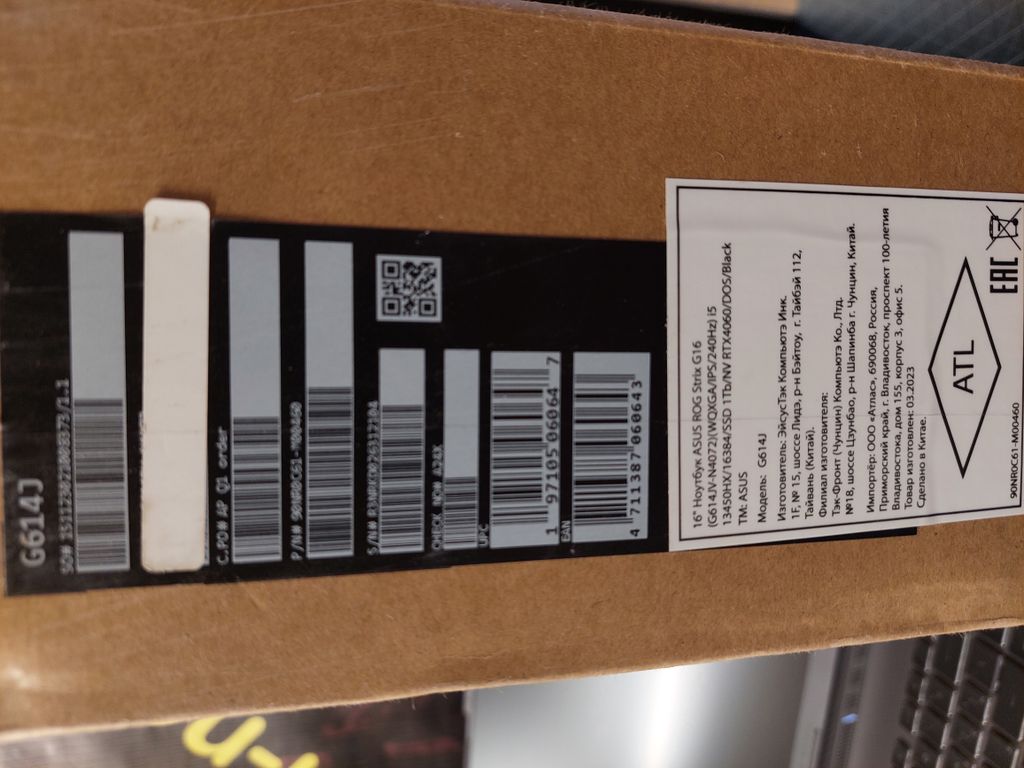 G614J
C.PO# AP Q1 order
P/N# 90NR0C61-M00460
CHECK NO# A24X
UPC
1 97105 06064 7
EAN
4 711387 060643
16" Ноутбук ASUS ROG Strix G16
(G614JV-N4072)(WQXGA/IPS/240Hz) i5
13450HX/16384/SSD 1Tb/NV RTX4060/DOS/Black
ТМ: ASUS
Модель: G614J
Изготовитель: ЭйсусТэк Компьютэ Инк.
1F, № 15, шоссе Лидэ, р-н Бэйтоу, г. Тайбэй 112,
Тайвань (Китай).
Филиал изготовителя:
Тэк-Фронт (Чунцин) Компьютэ Ко., Лтд.
№18, шоссе Цзунбао, р-н Шапинба г. Чунцин, Китай.
Импортёр: ООО «Атлас», 690068, Россия,
Приморский край, г. Владивосток, проспект 100-летия
Владивостока, дом 155, корпус 3, офис 5.
Товар изготовлен: 03.2023
Сделано в Китае.
ATL
EAC
90NR0C61-M00460